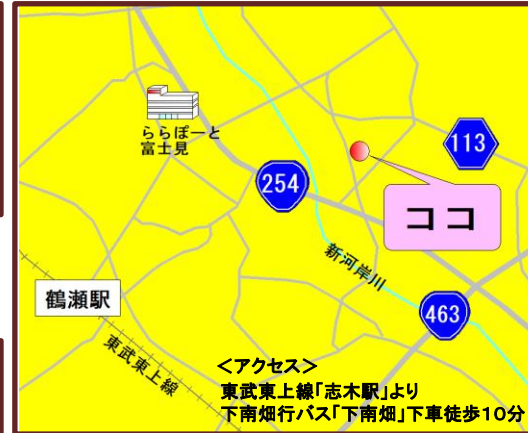 ららぽーと
富士見
113
254
ココ
新河岸川
鶴瀬駅
463
東武東上線
＜アクセス＞
東武東上線「志木駅」より
下南畑行バス「下南畑」下車徒歩10分